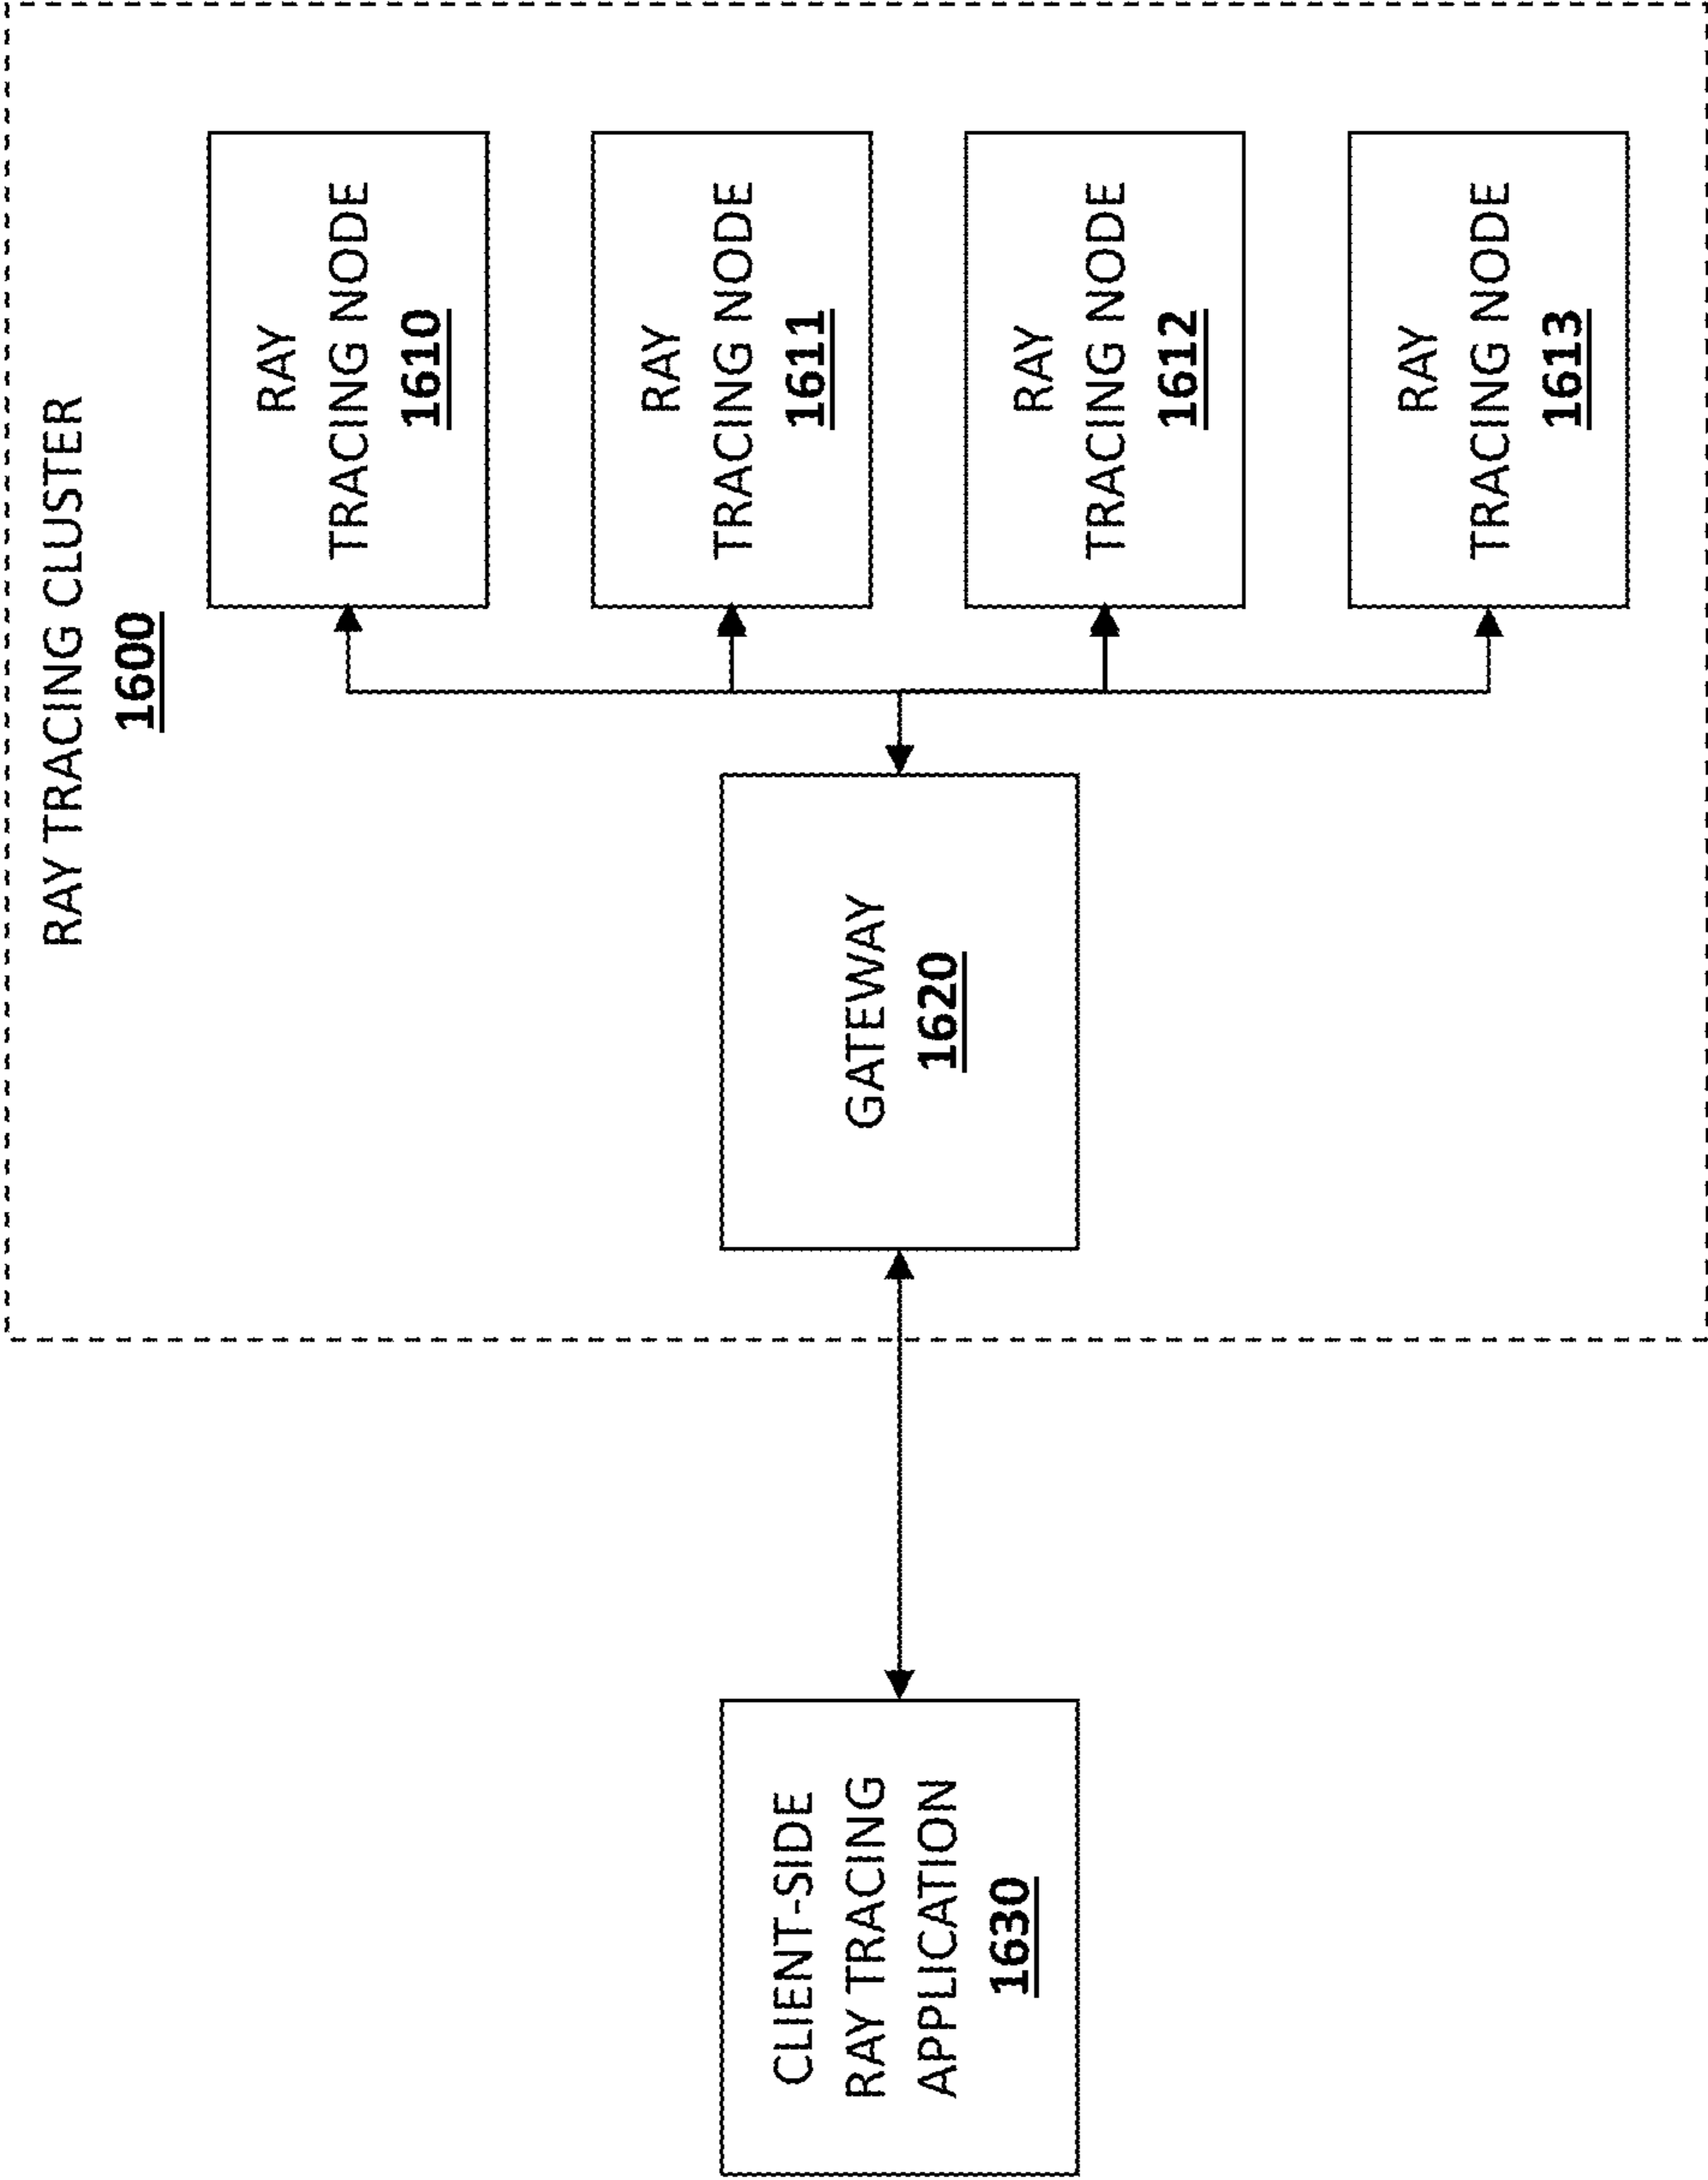 RAY TRACING CLUSTER
1600
CLIENT-SIDE
RAY TRACING
APPLICATION
1630
GATEWAY
1620
RAY
TRACING NODE
1610
RAY
TRACING NODE
1611
RAY
TRACING NODE
1612
RAY
TRACING NODE
1613